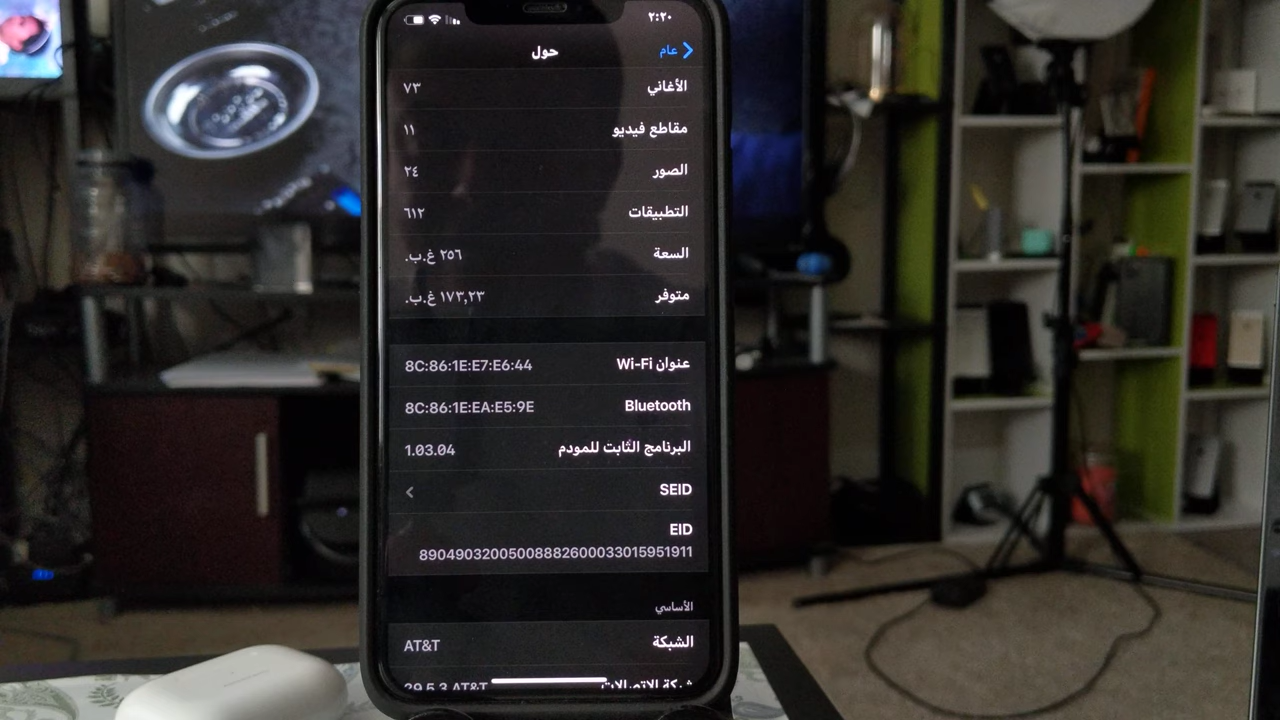 ٢:٢٠
عام
حول
الأغاني ٧٣
مقاطع فيديو ١١
الصور ٢٤
التطبيقات ٦١٢
السعة ٢٥٦ غ.ب.
متوفر ١٧٣,٢٣ غ.ب.
عنوان Wi-Fi 8C:86:1E:E7:E6:44
Bluetooth 8C:86:1E:EA:E5:9E
البرنامج الثابت للمودم 1.03.04
SEID
EID
89049032005008882600033015951911
الأساسي
الشبكة AT&T
شبكة الاتصالات AT&T 29.5.3